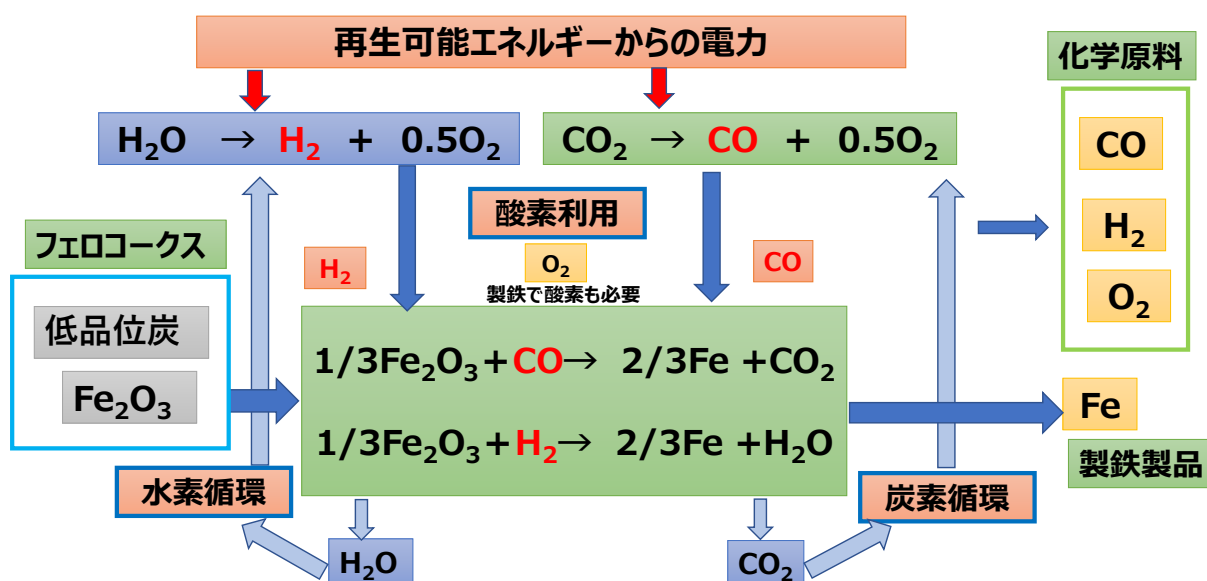 再生可能エネルギーからの電力
化学原料
H₂O → H₂ + 0.5O₂
CO₂ → CO + 0.5O₂
CO
H₂
O₂
酸素利用
フェロコークス
H₂
O₂
CO
製鉄で酸素も必要
低品位炭
Fe₂O₃
1/3Fe₂O₃+CO→ 2/3Fe +CO₂
1/3Fe₂O₃+H₂→ 2/3Fe +H₂O
Fe
製鉄製品
水素循環
炭素循環
H₂O
CO₂